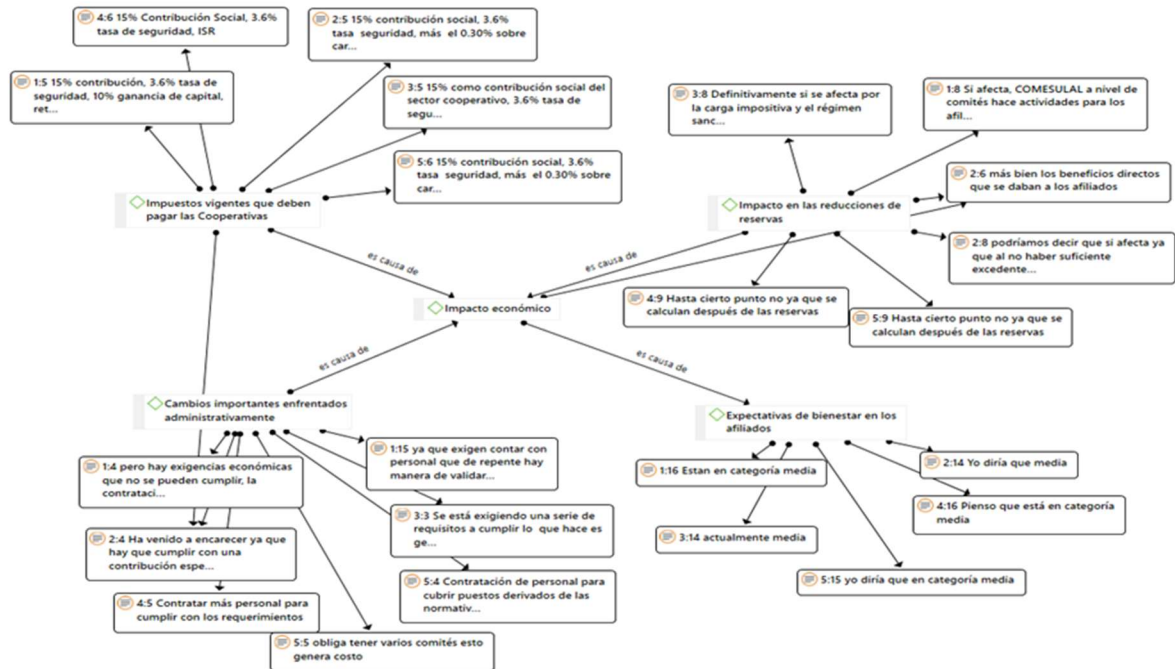 4:6 15% Contribución Social, 3.6%
tasa de seguridad, ISR
2:5 15% contribución social, 3.6%
tasa seguridad, más el 0.30% sobre
car...
1:5 15% contribución, 3.6% tasa de
seguridad, 10% ganancia de capital,
ret...
3:5 15% como contribución social del
sector cooperativo, 3.6% tasa de
segu...
5:6 15% contribución social, 3.6%
tasa seguridad, más el 0.30% sobre
car...
Impuestos vigentes que deben
pagar las Cooperativas
3:8 Definitivamente si se afecta por
la carga impositiva y el régimen
sanc...
1:8 Si afecta, COMESULAL a nivel de
comités hace actividades para los
afil...
2:6 más bien los beneficios directos
que se daban a los afiliados
Impacto en las reducciones de
reservas
2:8 podríamos decir que si afecta ya
que al no haber suficiente
excedente...
4:9 Hasta cierto punto no ya que se
calculan después de las reservas
5:9 Hasta cierto punto no ya que se
calculan después de las reservas
es causa de
es causa de
Impacto económico
es causa de
es causa de
Cambios importantes enfrentados
administrativamente
Expectativas de bienestar en los
afiliados
1:15 ya que exigen contar con
personal que de repente hay
manera de validar...
1:4 pero hay exigencias económicas
que no se pueden cumplir, la
contrataci...
3:3 Se está exigiendo una serie de
requisitos a cumplir lo que hace es
ge...
2:4 Ha venido a encarecer ya que
hay que cumplir con una
contribución espe...
5:4 Contratación de personal para
cubrir puestos derivados de las
normativ...
4:5 Contratar más personal para
cumplir con los requerimientos
5:5 obliga tener varios comités esto
genera costo
1:16 Estan en categoría media
2:14 Yo diría que media
4:16 Pienso que está en categoría
media
3:14 actualmente media
5:15 yo diría que en categoría media